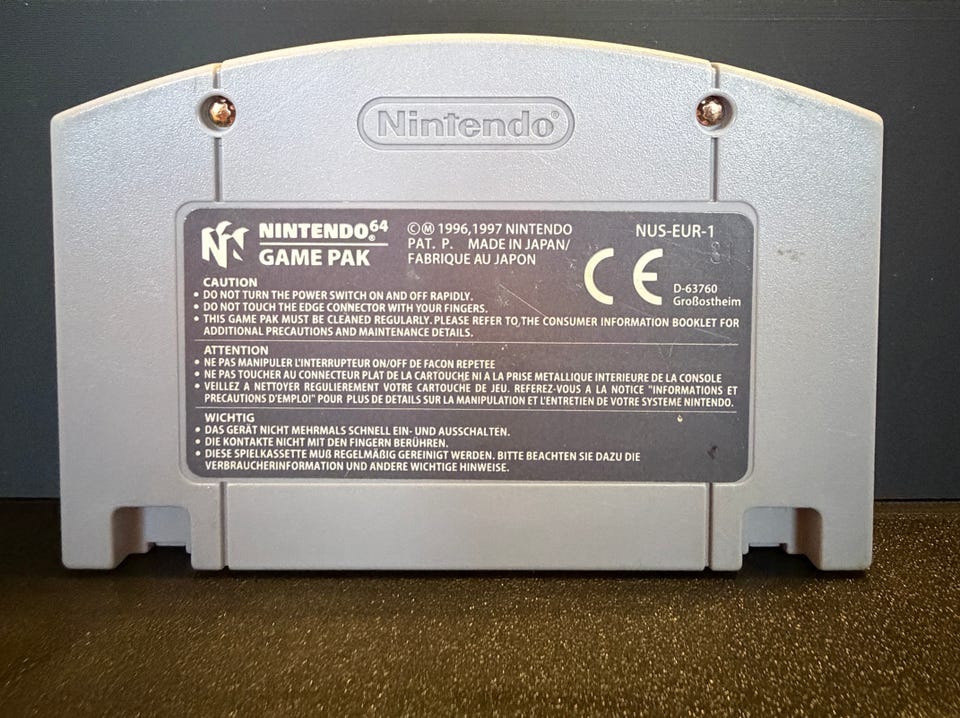 Nintendo®
NINTENDO64®
GAME PAK
©Ⓜ 1996,1997 NINTENDO
PAT. P. MADE IN JAPAN/
FABRIQUE AU JAPON
NUS-EUR-1
CE
D-63760
Großostheim
CAUTION
• DO NOT TURN THE POWER SWITCH ON AND OFF RAPIDLY.
• DO NOT TOUCH THE EDGE CONNECTOR WITH YOUR FINGERS.
• THIS GAME PAK MUST BE CLEANED REGULARLY. PLEASE REFER TO THE CONSUMER INFORMATION BOOKLET FOR
ADDITIONAL PRECAUTIONS AND MAINTENANCE DETAILS.
ATTENTION
• NE PAS MANIPULER L'INTERRUPTEUR ON/OFF DE FACON REPETEE
• NE PAS TOUCHER AU CONNECTEUR PLAT DE LA CARTOUCHE NI A LA PRISE METALLIQUE INTERIEURE DE LA CONSOLE
• VEILLEZ A NETTOYER REGULIEREMENT VOTRE CARTOUCHE DE JEU. REFEREZ-VOUS A LA NOTICE "INFORMATIONS ET
PRECAUTIONS D'EMPLOI" POUR PLUS DE DETAILS SUR LA MANIPULATION ET L'ENTRETIEN DE VOTRE SYSTEME NINTENDO.
WICHTIG
• DAS GERÄT NICHT MEHRMALS SCHNELL EIN- UND AUSSCHALTEN.
• DIE KONTAKTE NICHT MIT DEN FINGERN BERÜHREN.
• DIESE SPIELKASSETTE MUß REGELMÄßIG GEREINIGT WERDEN. BITTE BEACHTEN SIE DAZU DIE
VERBRAUCHERINFORMATION UND ANDERE WICHTIGE HINWEISE.